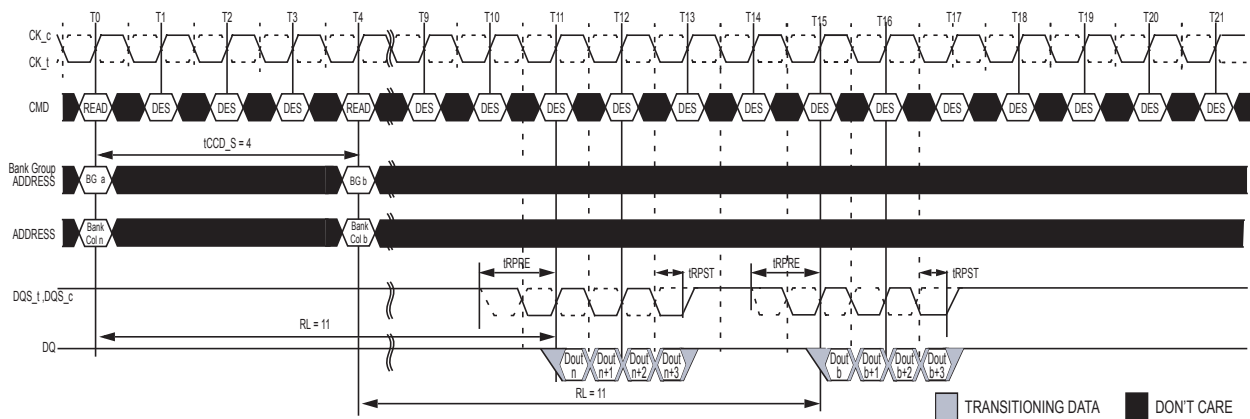 T0 T1 T2 T3 T4 T9 T10 T11 T12 T13 T14 T15 T16 T17 T18 T19 T20 T21
CK_c
CK_t
CMD READ DES DES DES READ DES DES DES DES DES DES DES DES DES DES DES DES DES
tCCD_S = 4
Bank Group
ADDRESS
BG a BG b
ADDRESS
Bank
Col n
Bank
Col b
tRPRE tRPST tRPRE tRPST
DQS_t ,DQS_c
RL = 11
DQ
Dout
n
Dout
n+1
Dout
n+2
Dout
n+3
Dout
b
Dout
b+1
Dout
b+2
Dout
b+3
RL = 11
TRANSITIONING DATA DON'T CARE